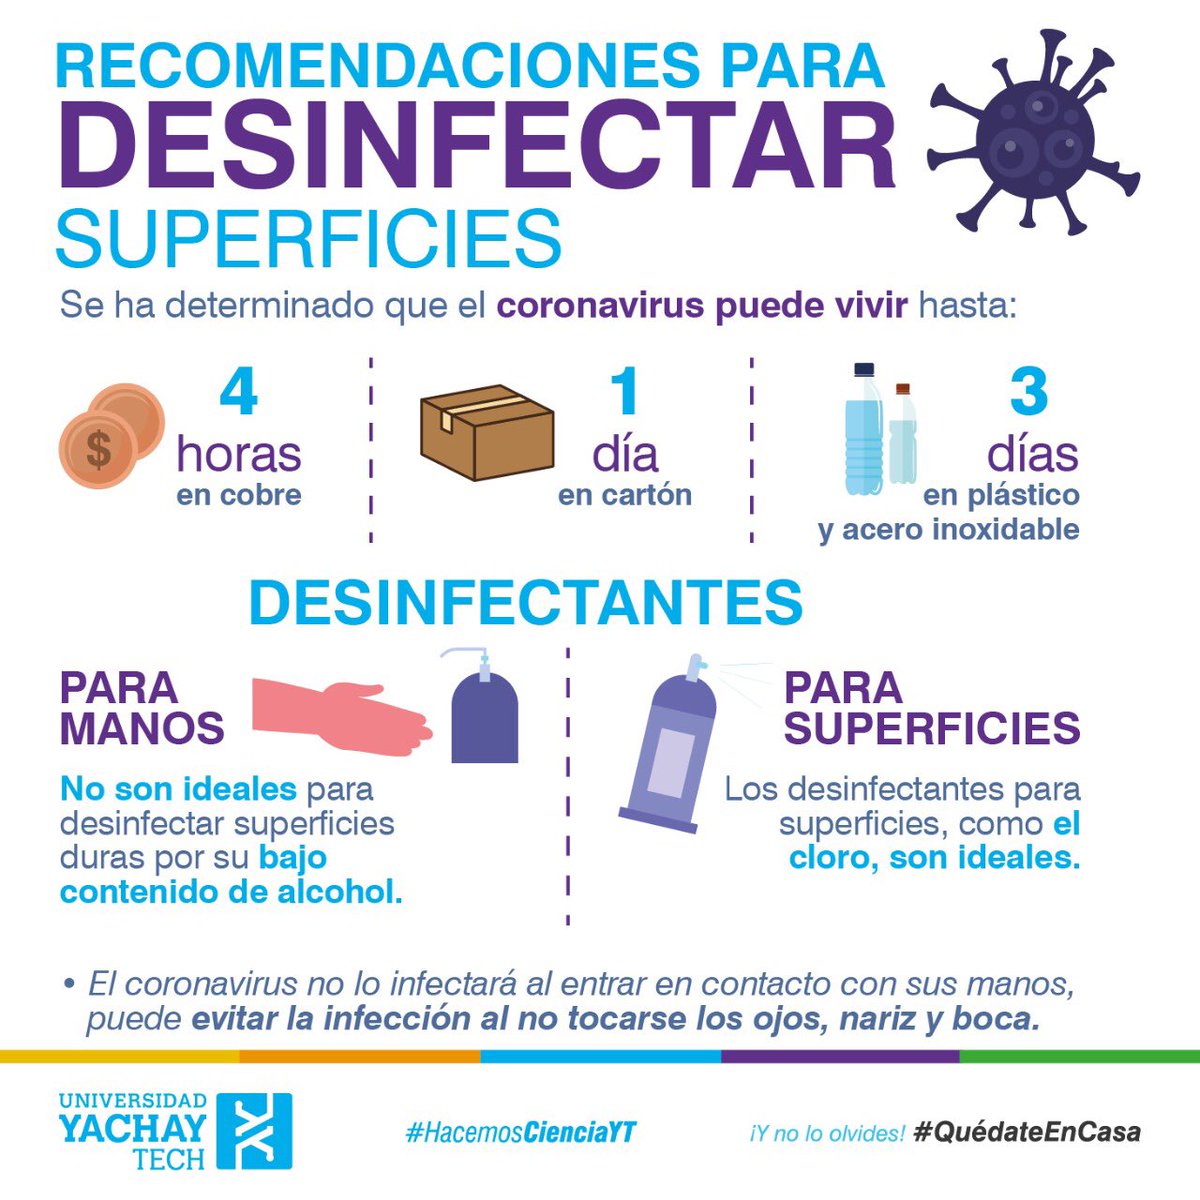 RECOMENDACIONES PARA
DESINFECTAR
SUPERFICIES
Se ha determinado que el coronavirus puede vivir hasta:
$
4
horas
en cobre
1
día
en cartón
3
días
en plástico
y acero inoxidable
DESINFECTANTES
PARA
MANOS
No son ideales para
desinfectar superficies
duras por su bajo
contenido de alcohol.
PARA
SUPERFICIES
Los desinfectantes para
superficies, como el
cloro, son ideales.
• El coronavirus no lo infectará al entrar en contacto con sus manos,
puede evitar la infección al no tocarse los ojos, nariz y boca.
UNIVERSIDAD
YACHAY
TECH
#HacemosCienciaYT
¡Y no lo olvides! #QuédateEnCasa